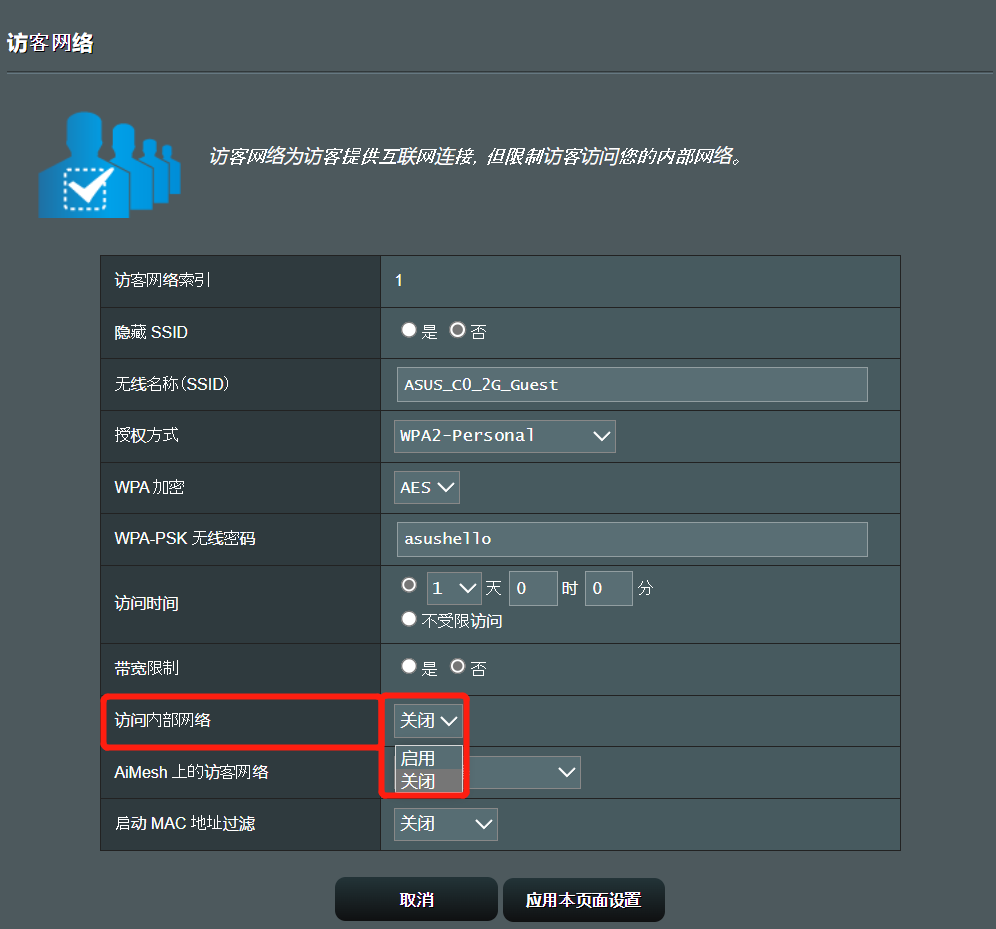 访客网络
访客网络为访客提供互联网连接, 但限制访客访问您的内部网络。
访客网络索引 1
隐藏 SSID 是 否
无线名称(SSID) ASUS_C0_2G_Guest
授权方式 WPA2-Personal
WPA 加密 AES
WPA-PSK 无线密码 asushello
访问时间 1 天 0 时 0 分
不受限访问
带宽限制 是 否
访问内部网络 关闭
启用
AiMesh 上的访客网络 关闭
启动 MAC 地址过滤 关闭
取消 应用本页面设置